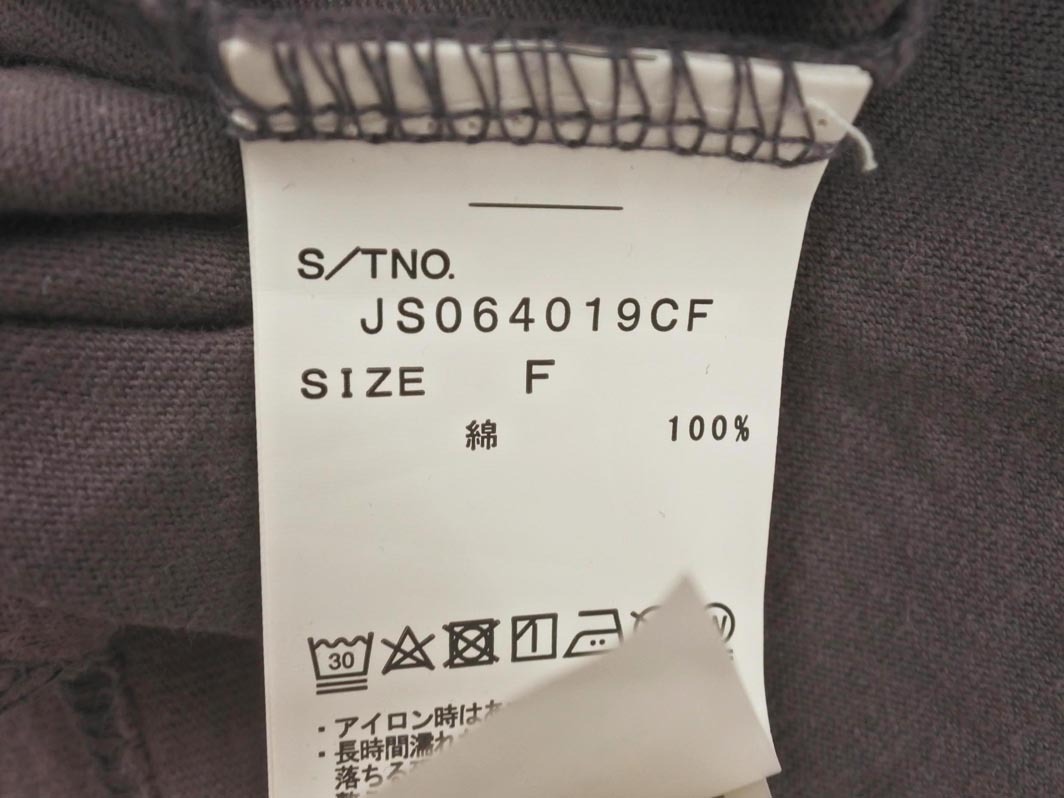 S/TNO.
JS064019CF
SIZE F
綿 100%
30
・アイロン時は
・長時間濡れ
落ちる